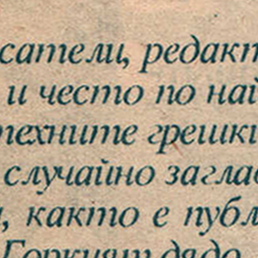 сатели, редакт
и често по най
техните грешки
случайно заглав
, както е публ
Горкият дядо